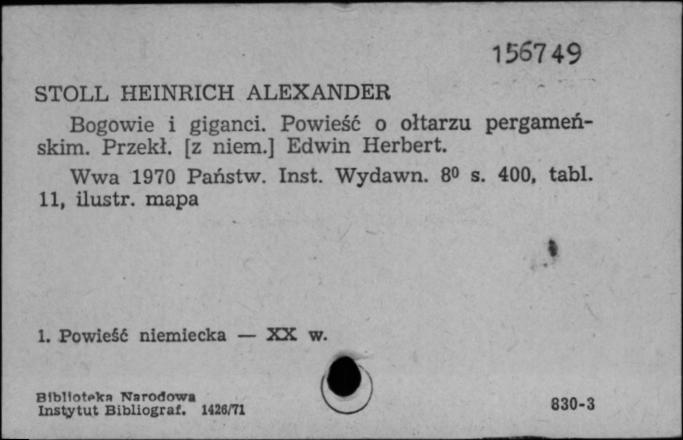 156749
STOLL HEINRICH ALEXANDER
Bogowie i giganci. Powieść o ołtarzu pergameń-
skim. Przekł. [z niem.] Edwin Herbert.
Wwa 1970 Państw. Inst. Wydawn. 8⁰ s. 400, tabl.
11, ilustr. mapa
1. Powieść niemiecka — XX w.
Biblioteka Narodowa
Instytut Bibliograf. 1426/71
830-3